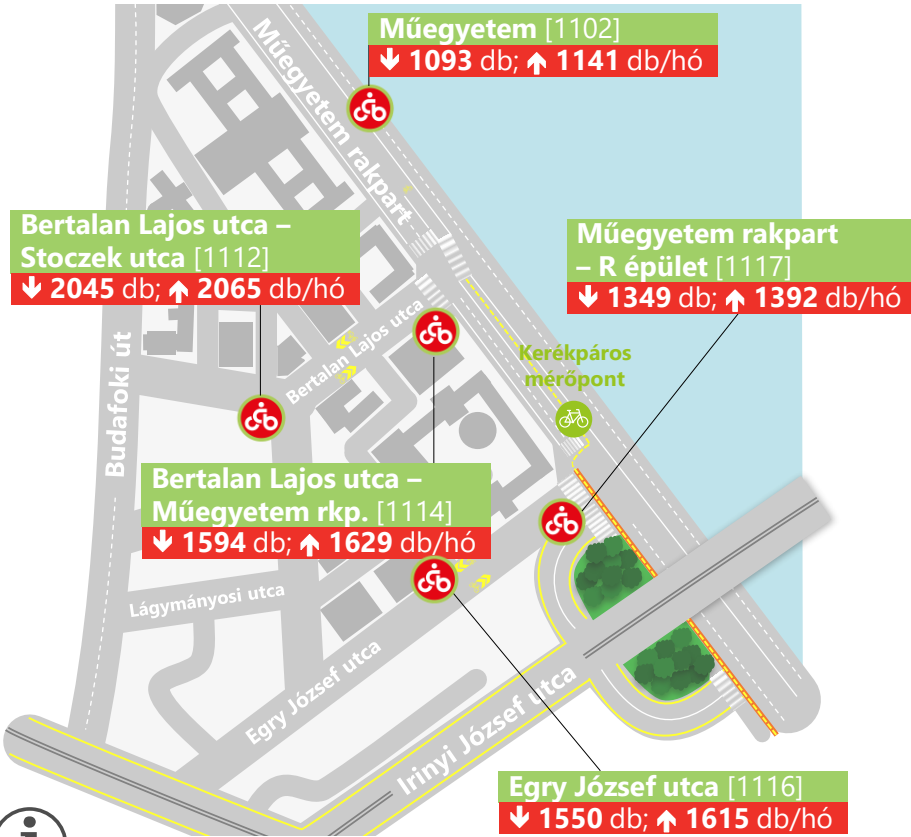 Műegyetem [1102]
↓ 1093 db; ↑ 1141 db/hó
Műegyetem rakpart
Bertalan Lajos utca –
Stoczek utca [1112]
↓ 2045 db; ↑ 2065 db/hó
Műegyetem rakpart
– R épület [1117]
↓ 1349 db; ↑ 1392 db/hó
Bertalan Lajos utca
Kerékpáros
mérőpont
Budafoki út
Bertalan Lajos utca –
Műegyetem rkp. [1114]
↓ 1594 db; ↑ 1629 db/hó
Lágymányosi utca
Egry József utca
Irinyi József utca
Egry József utca [1116]
↓ 1550 db; ↑ 1615 db/hó